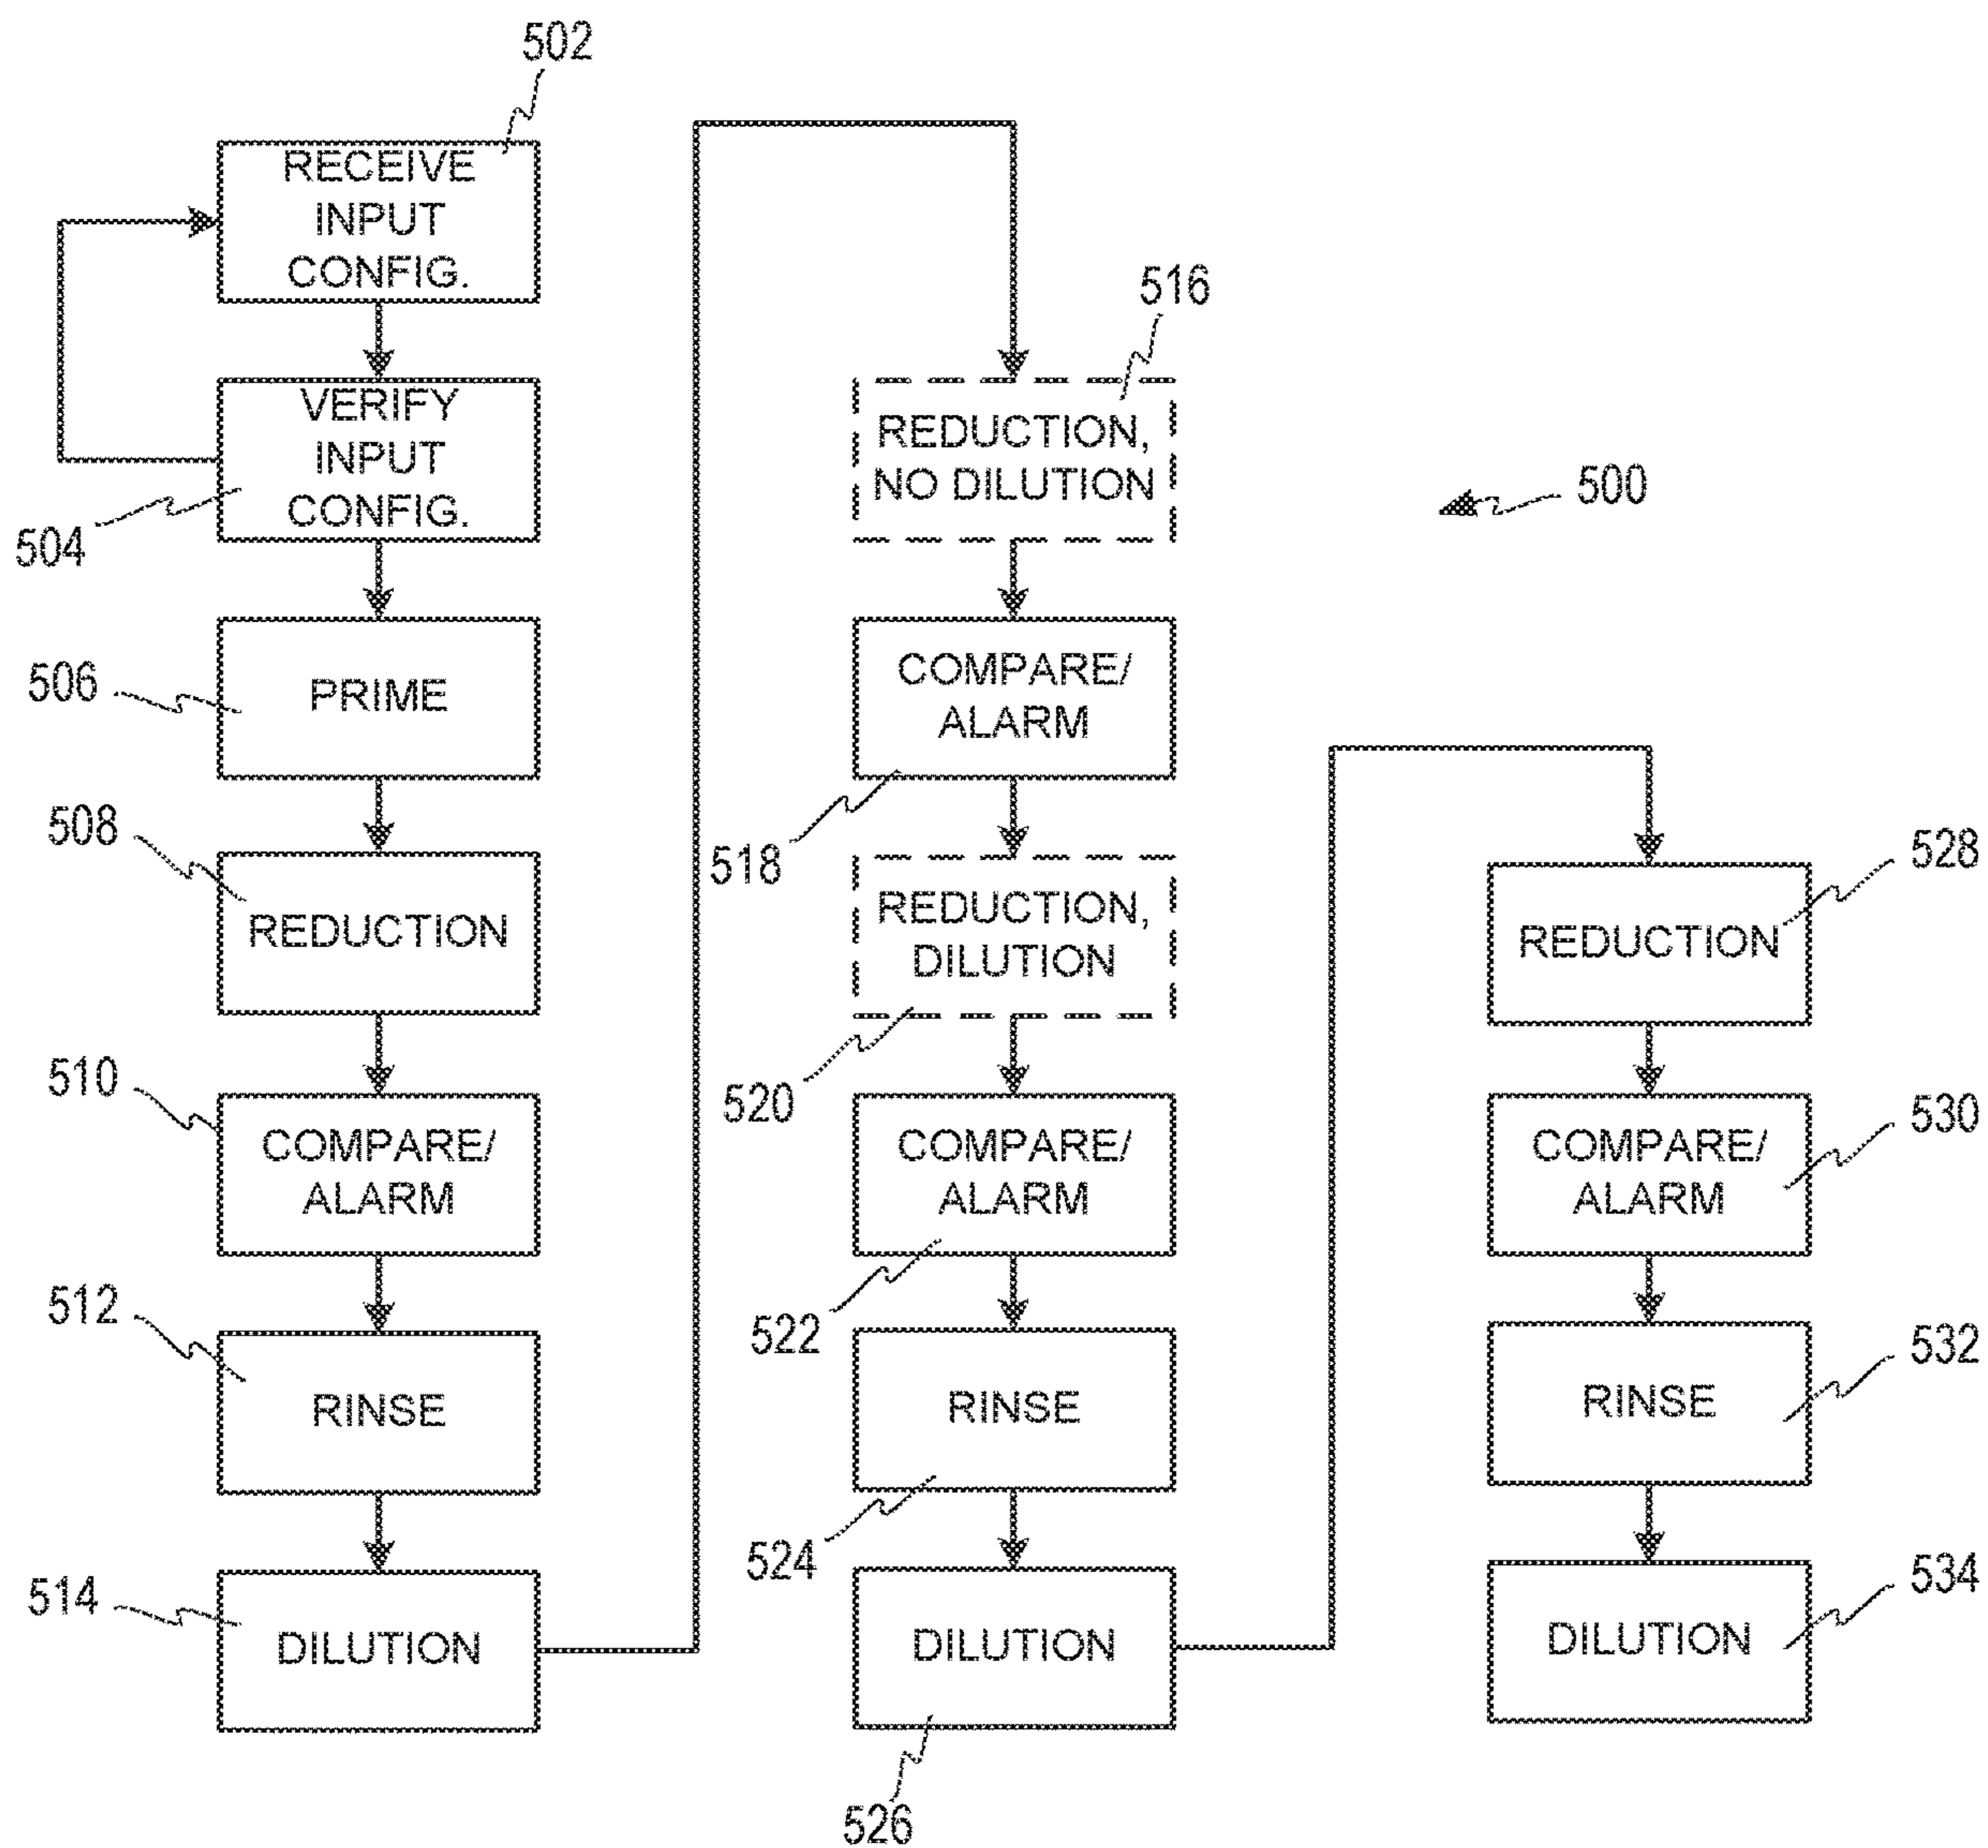 502
RECEIVE
INPUT
CONFIG.
VERIFY
INPUT
CONFIG.
504
506
PRIME
508
REDUCTION
510
COMPARE/
ALARM
512
RINSE
514
DILUTION
516
REDUCTION,
NO DILUTION
COMPARE/
ALARM
518
REDUCTION,
DILUTION
520
COMPARE/
ALARM
522
RINSE
524
DILUTION
526
500
528
REDUCTION
530
COMPARE/
ALARM
532
RINSE
534
DILUTION